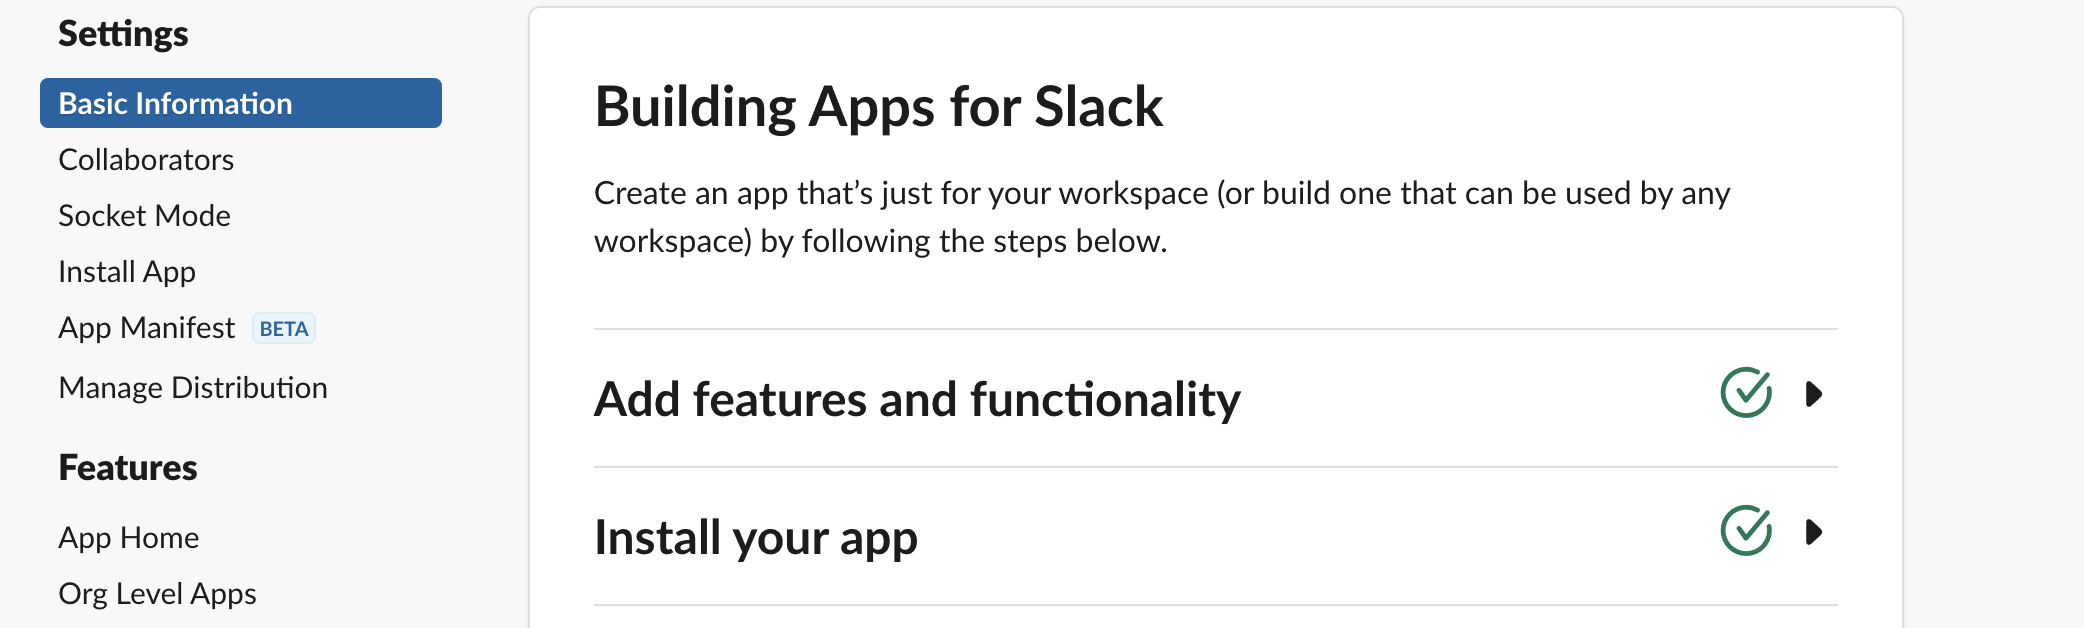 Settings
Basic Information
Collaborators
Socket Mode
Install App
App Manifest BETA
Manage Distribution
Features
App Home
Org Level Apps
Building Apps for Slack
Create an app that’s just for your workspace (or build one that can be used by any
workspace) by following the steps below.
Add features and functionality
Install your app